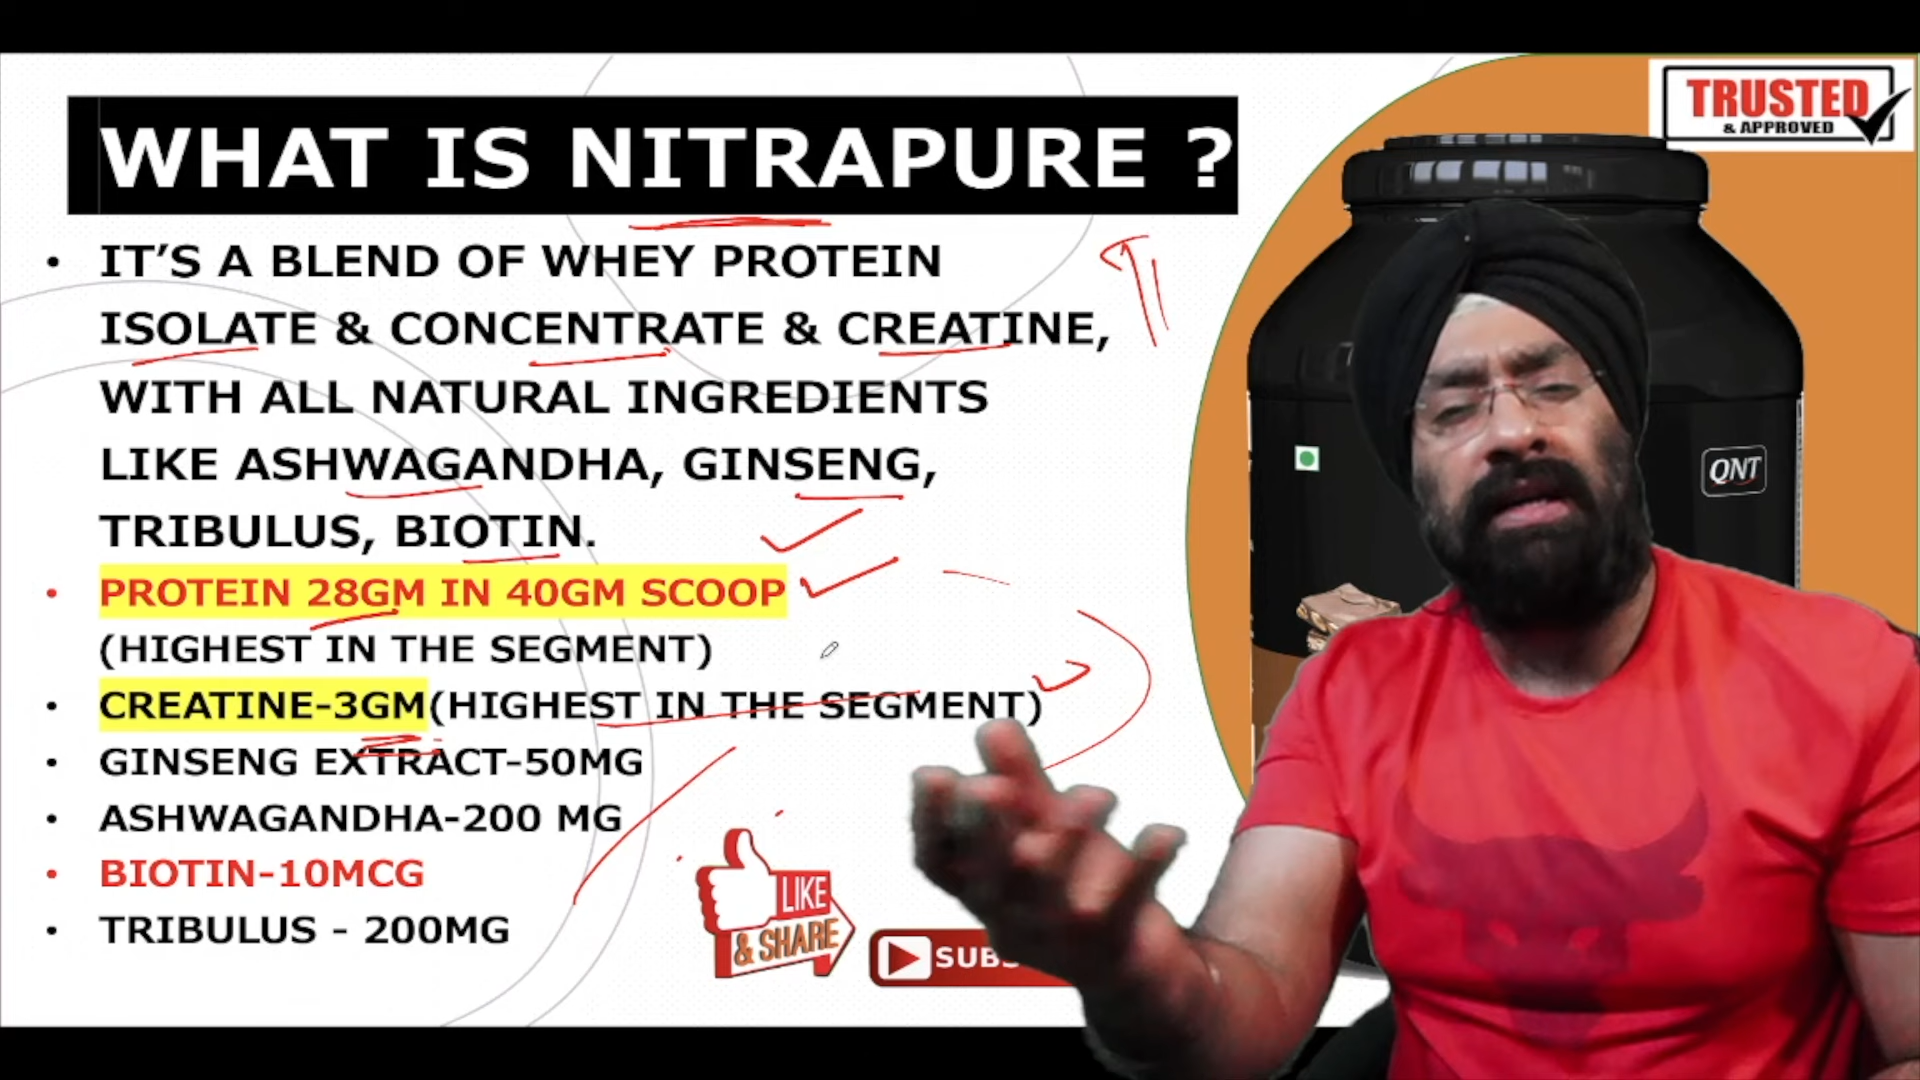 TRUSTED
& APPROVED
WHAT IS NITRAPURE ?
• IT’S A BLEND OF WHEY PROTEIN
ISOLATE & CONCENTRATE & CREATINE,
WITH ALL NATURAL INGREDIENTS
LIKE ASHWAGANDHA, GINSENG,
TRIBULUS, BIOTIN.
• PROTEIN 28GM IN 40GM SCOOP
(HIGHEST IN THE SEGMENT)
• CREATINE-3GM(HIGHEST IN THE SEGMENT)
• GINSENG EXTRACT-50MG
• ASHWAGANDHA-200 MG
• BIOTIN-10MCG
• TRIBULUS - 200MG
QNT
LIKE
& SHARE
SUBS